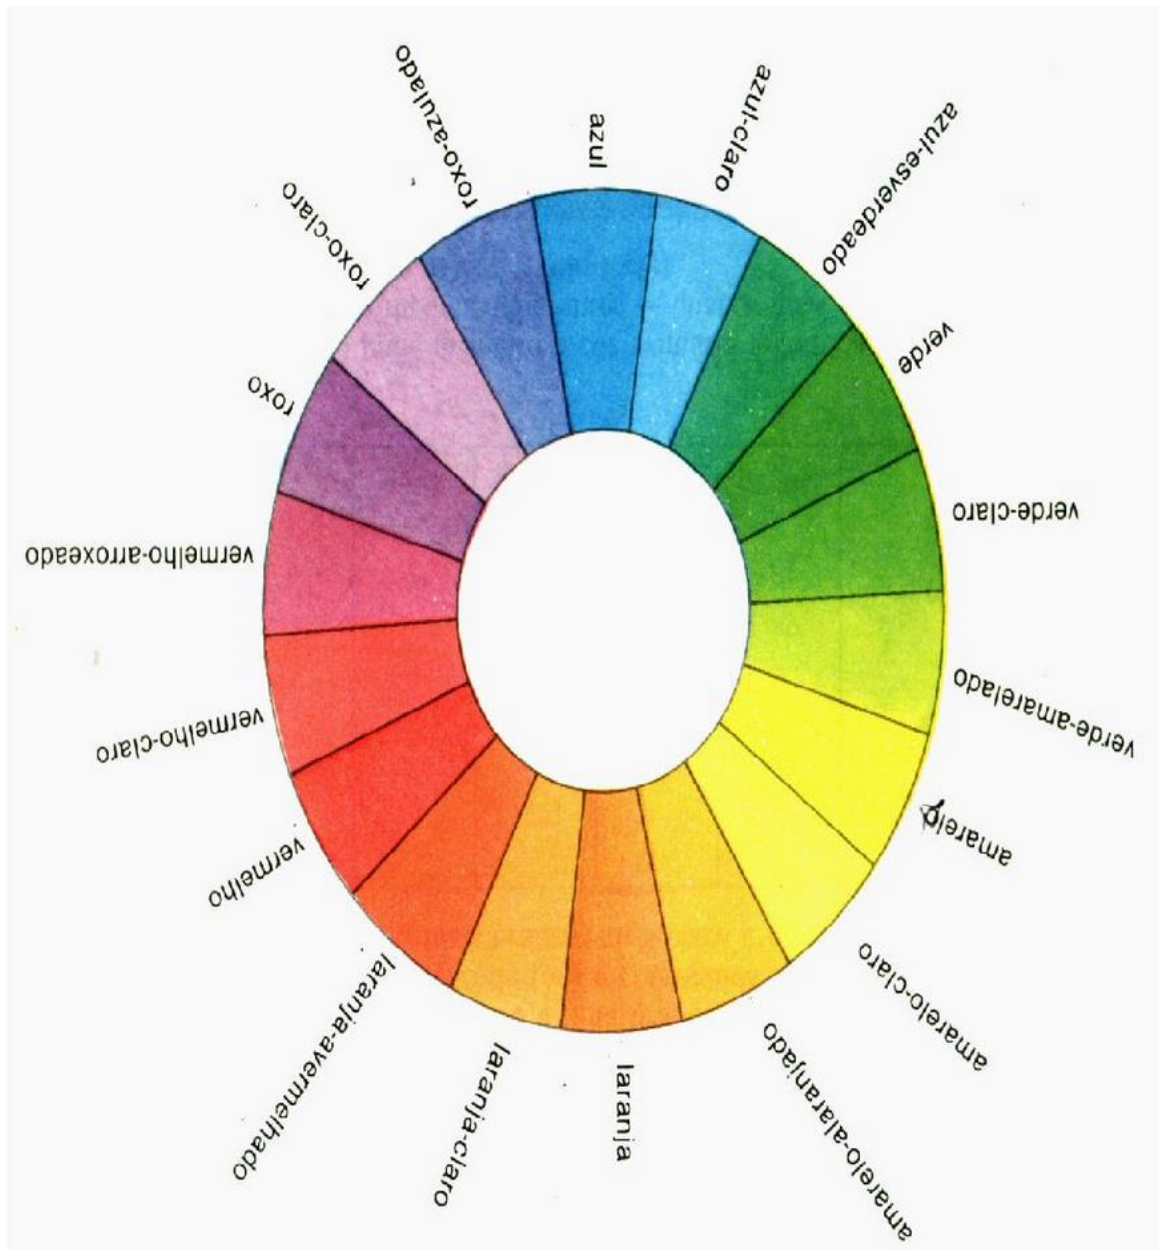 azul
azul-claro
azul-esverdeado
verde
verde-claro
verde-amarelado
amarelo
amarelo-claro
amarelo-alaranjado
laranja
laranja-claro
laranja-avermelhado
vermelho
vermelho-claro
vermelho-arroxeado
roxo
roxo-claro
roxo-azulado